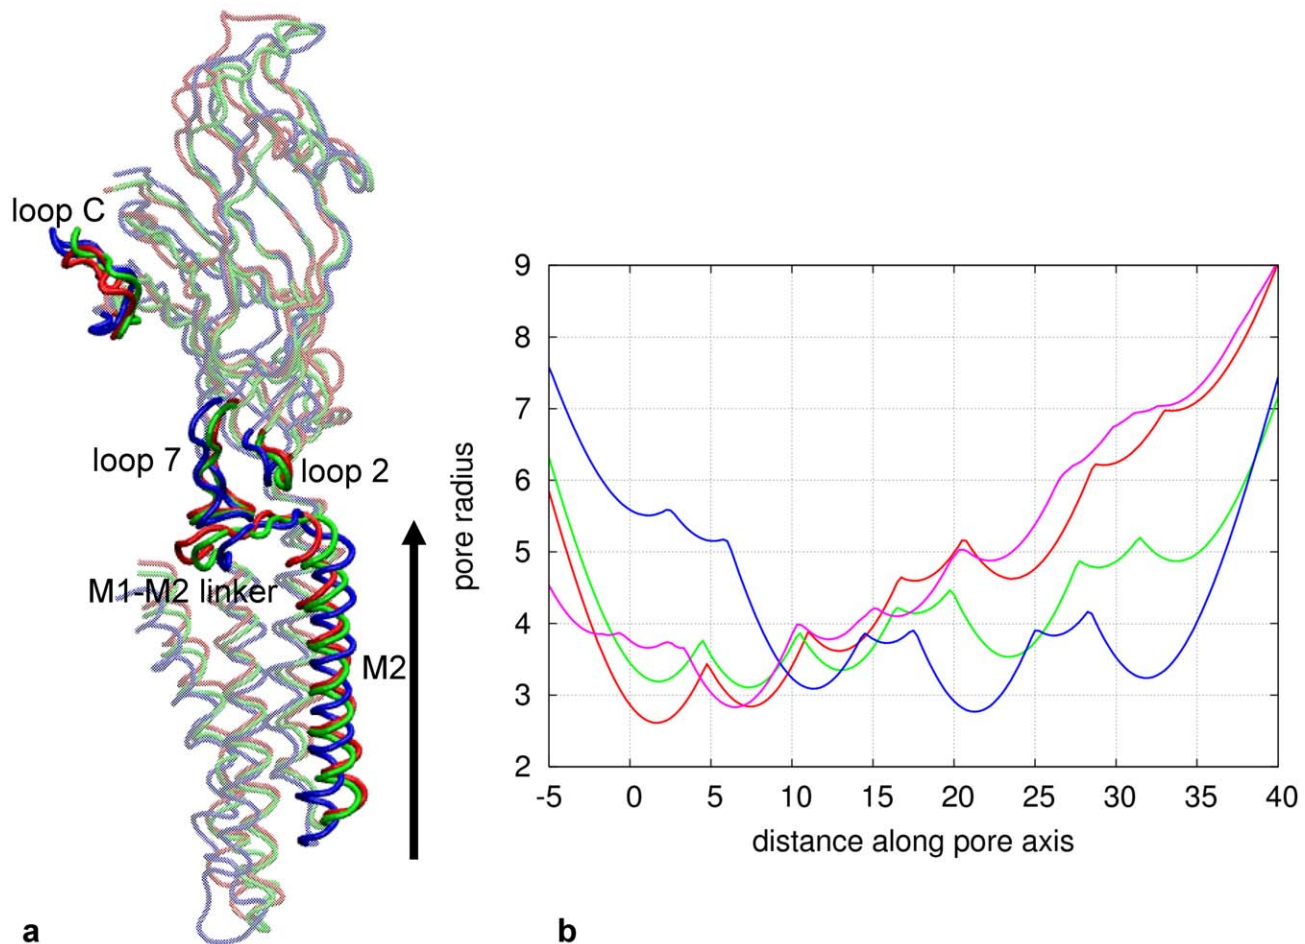 loop C
loop 7
loop 2
M1-M2 linker
M2
a
9
8
7
6
5
4
3
2
pore radius
-5 0 5 10 15 20 25 30 35 40
distance along pore axis
b